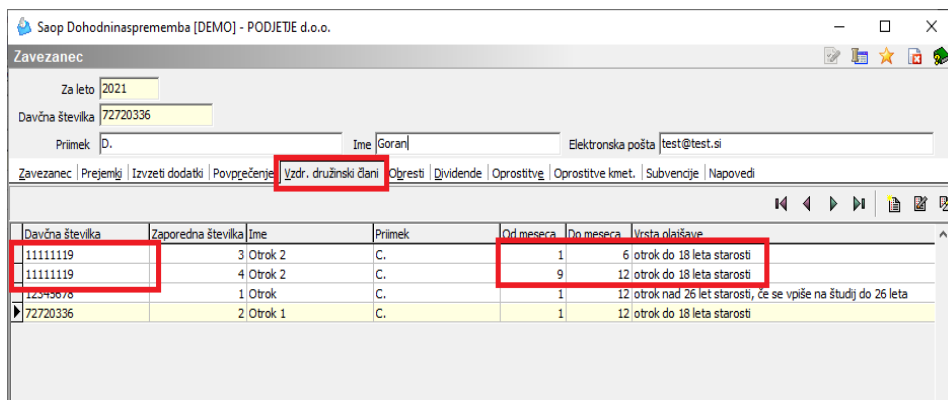 Saop Dohodninasprememba [DEMO] - PODJETJE d.o.o.
Zavezanec
Za leto 2021
Davčna številka 72720336
Priimek D. Ime Goran Elektronska pošta test@test.si
Zavezanec Prejemki Izvzeti dodatki Povprečenje Vzdr. družinski člani Obresti Dividende Oprostitve Oprostitve kmet. Subvencije Napovedi
Davčna številka Zaporedna številka Ime Priimek Od meseca Do meseca Vrsta olajšave
11111119 3 Otrok 2 C. 1 6 otrok do 18 leta starosti
11111119 4 Otrok 2 C. 9 12 otrok do 18 leta starosti
12345678 1 Otrok C. 1 12 otrok nad 26 let starosti, če se vpiše na študij do 26 leta
72720336 2 Otrok 1 C. 1 12 otrok do 18 leta starosti